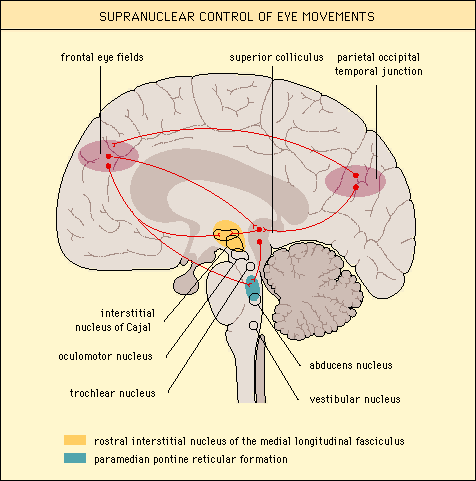 SUPRANUCLEAR CONTROL OF EYE MOVEMENTS
frontal eye fields
superior colliculus
parietal occipital
temporal junction
interstitial
nucleus of Cajal
oculomotor nucleus
trochlear nucleus
abducens nucleus
vestibular nucleus
rostral interstitial nucleus of the medial longitudinal fasciculus
paramedian pontine reticular formation